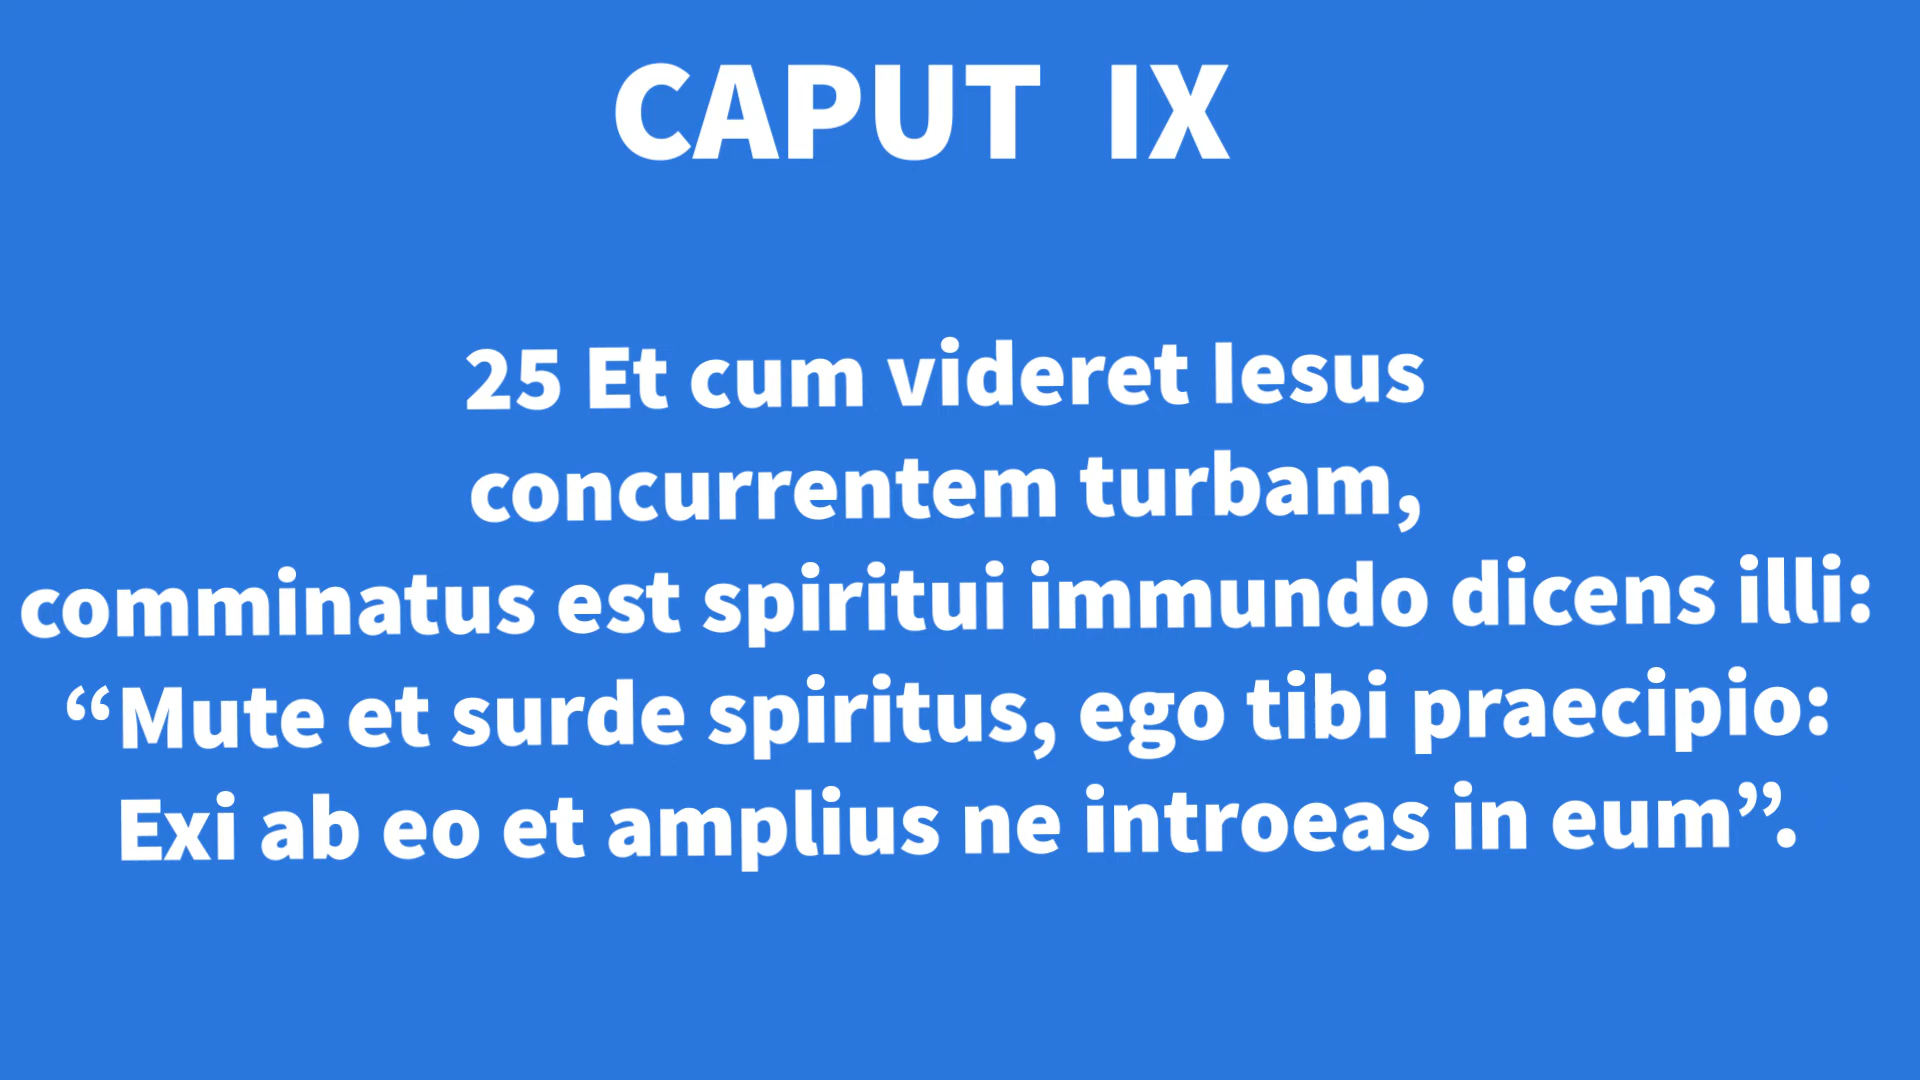 CAPUT IX
25 Et cum videret Iesus
concurrentem turbam,
comminatus est spiritui immundo dicens illi:
“Mute et surde spiritus, ego tibi praecipio:
Exi ab eo et amplius ne introeas in eum”.